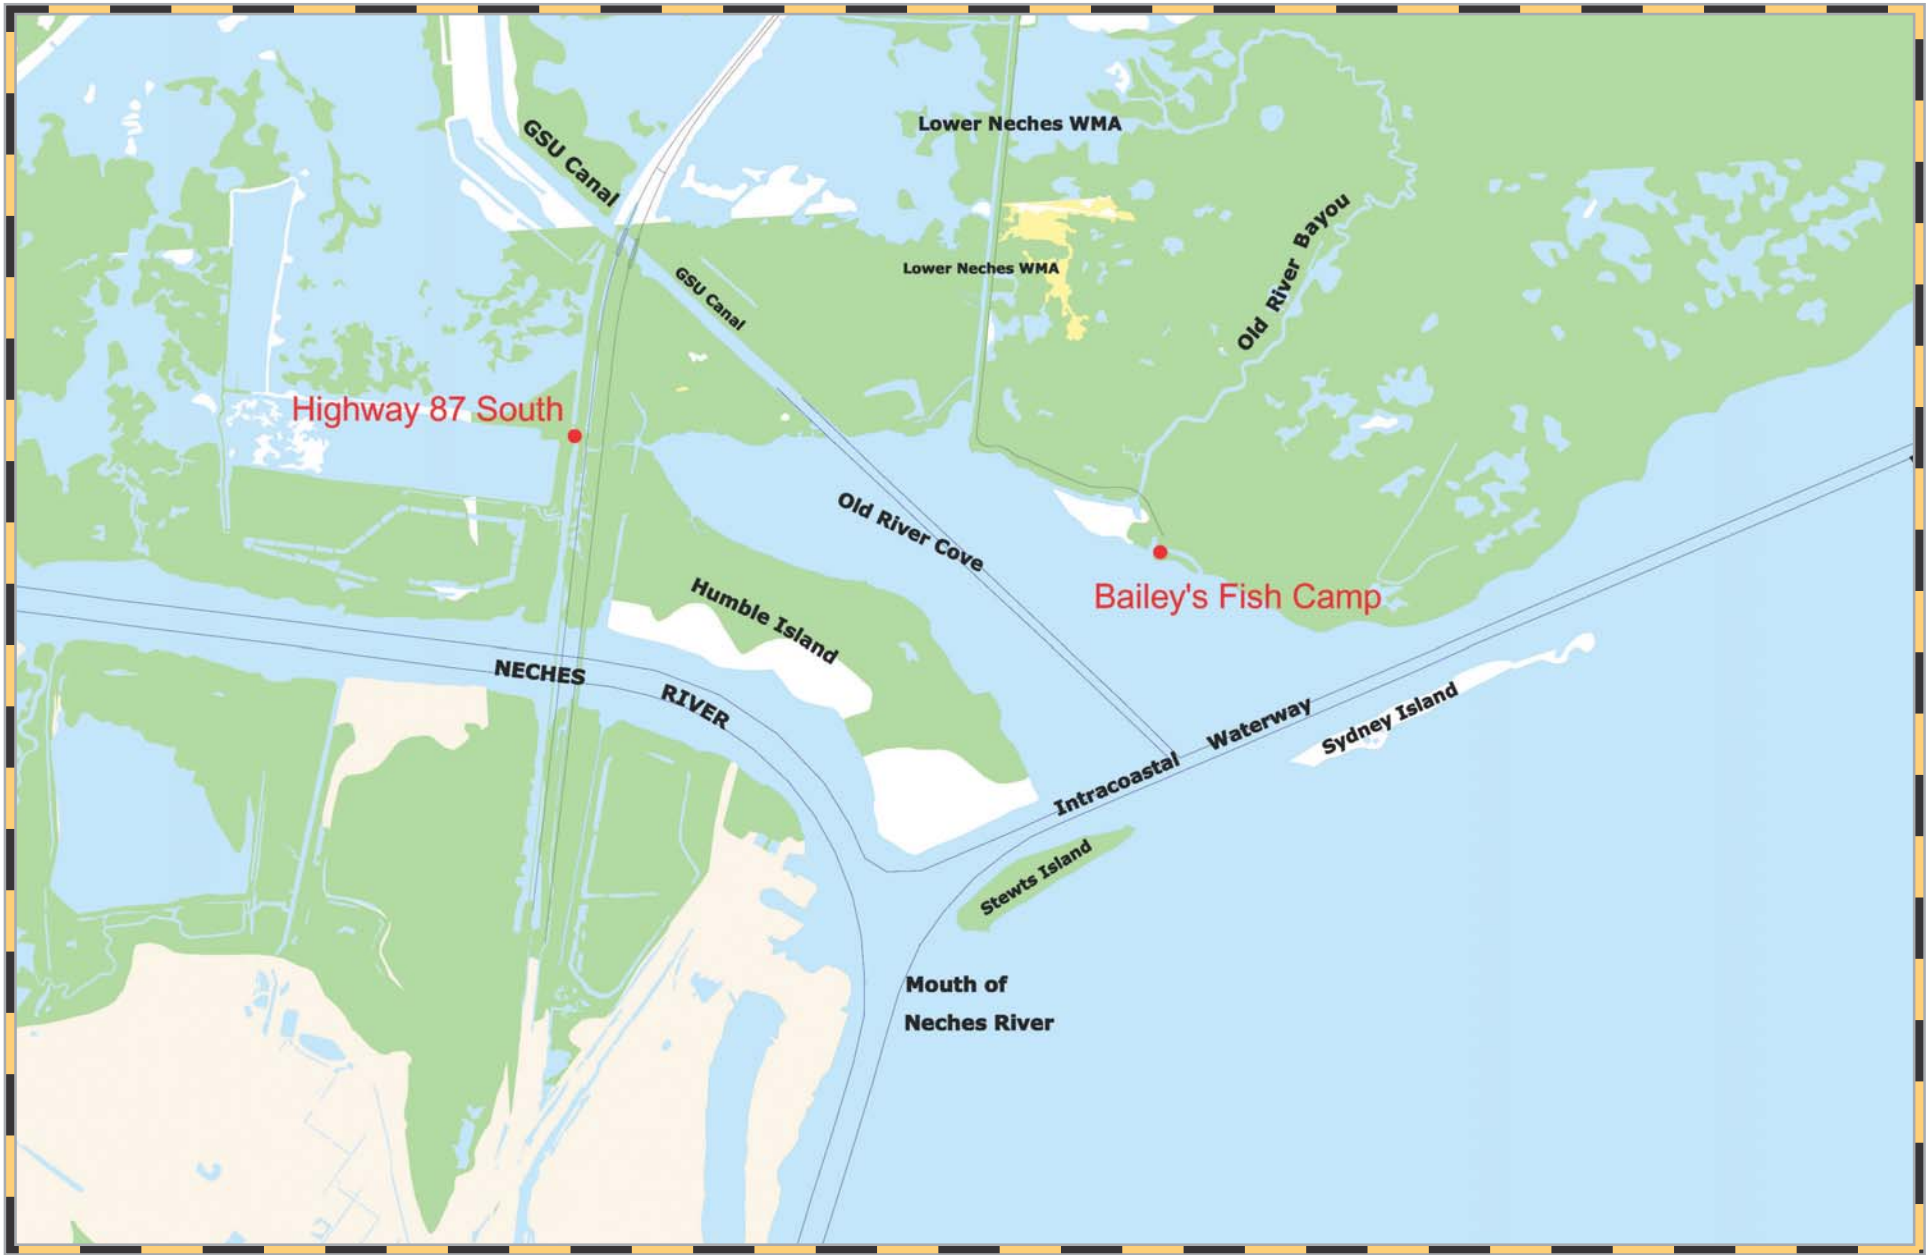 Lower Neches WMA
GSU Canal
Old River Bayou
Lower Neches WMA
GSU Canal
Highway 87 South
Old River Cove
Bailey's Fish Camp
Humble Island
NECHES RIVER
Intracoastal Waterway
Sydney Island
Stewts Island
Mouth of
Neches River